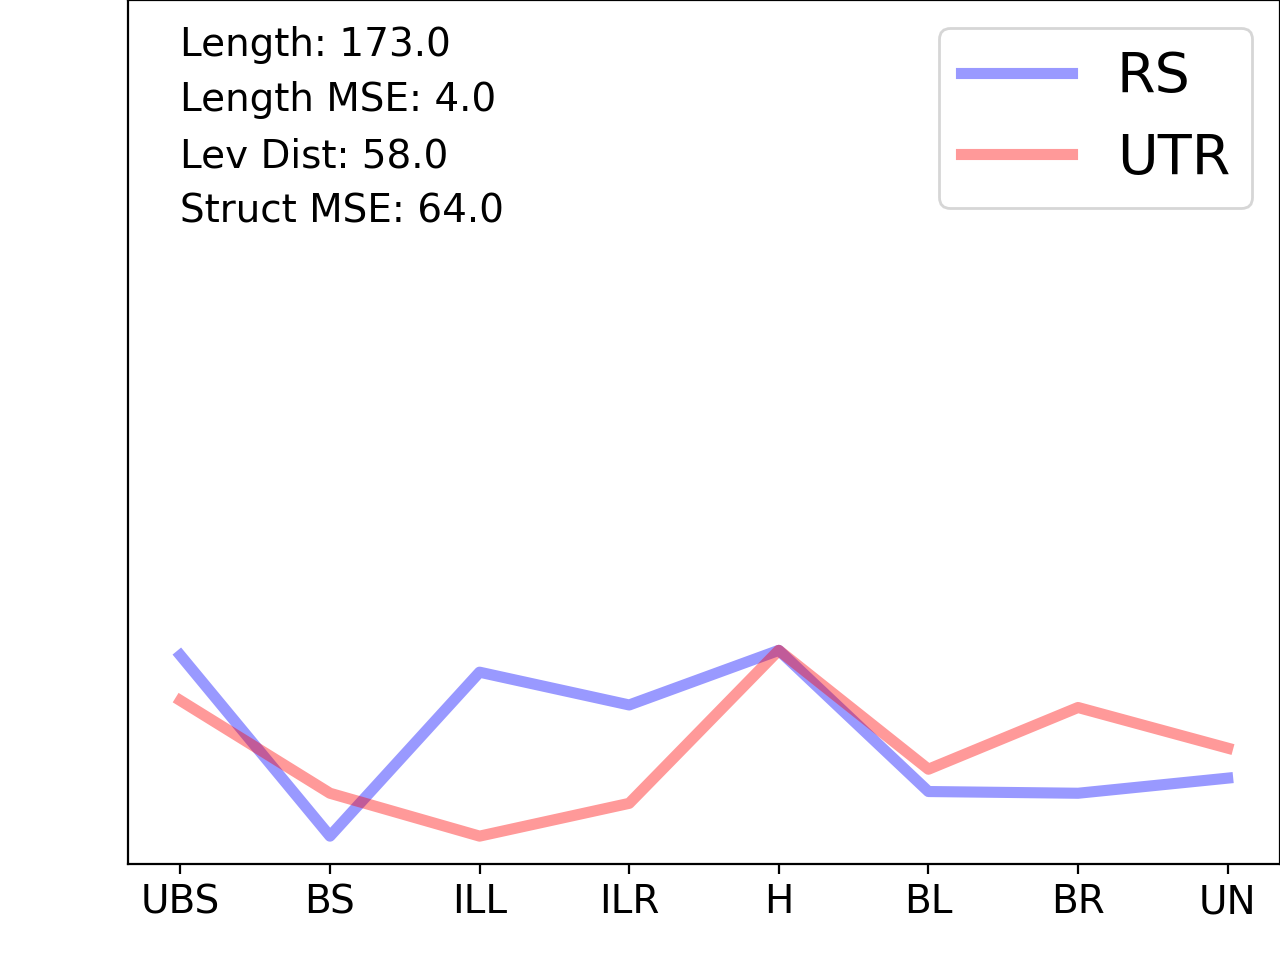 Length: 173.0
Length MSE: 4.0
Lev Dist: 58.0
Struct MSE: 64.0
RS
UTR
UBS BS ILL ILR H BL BR UN